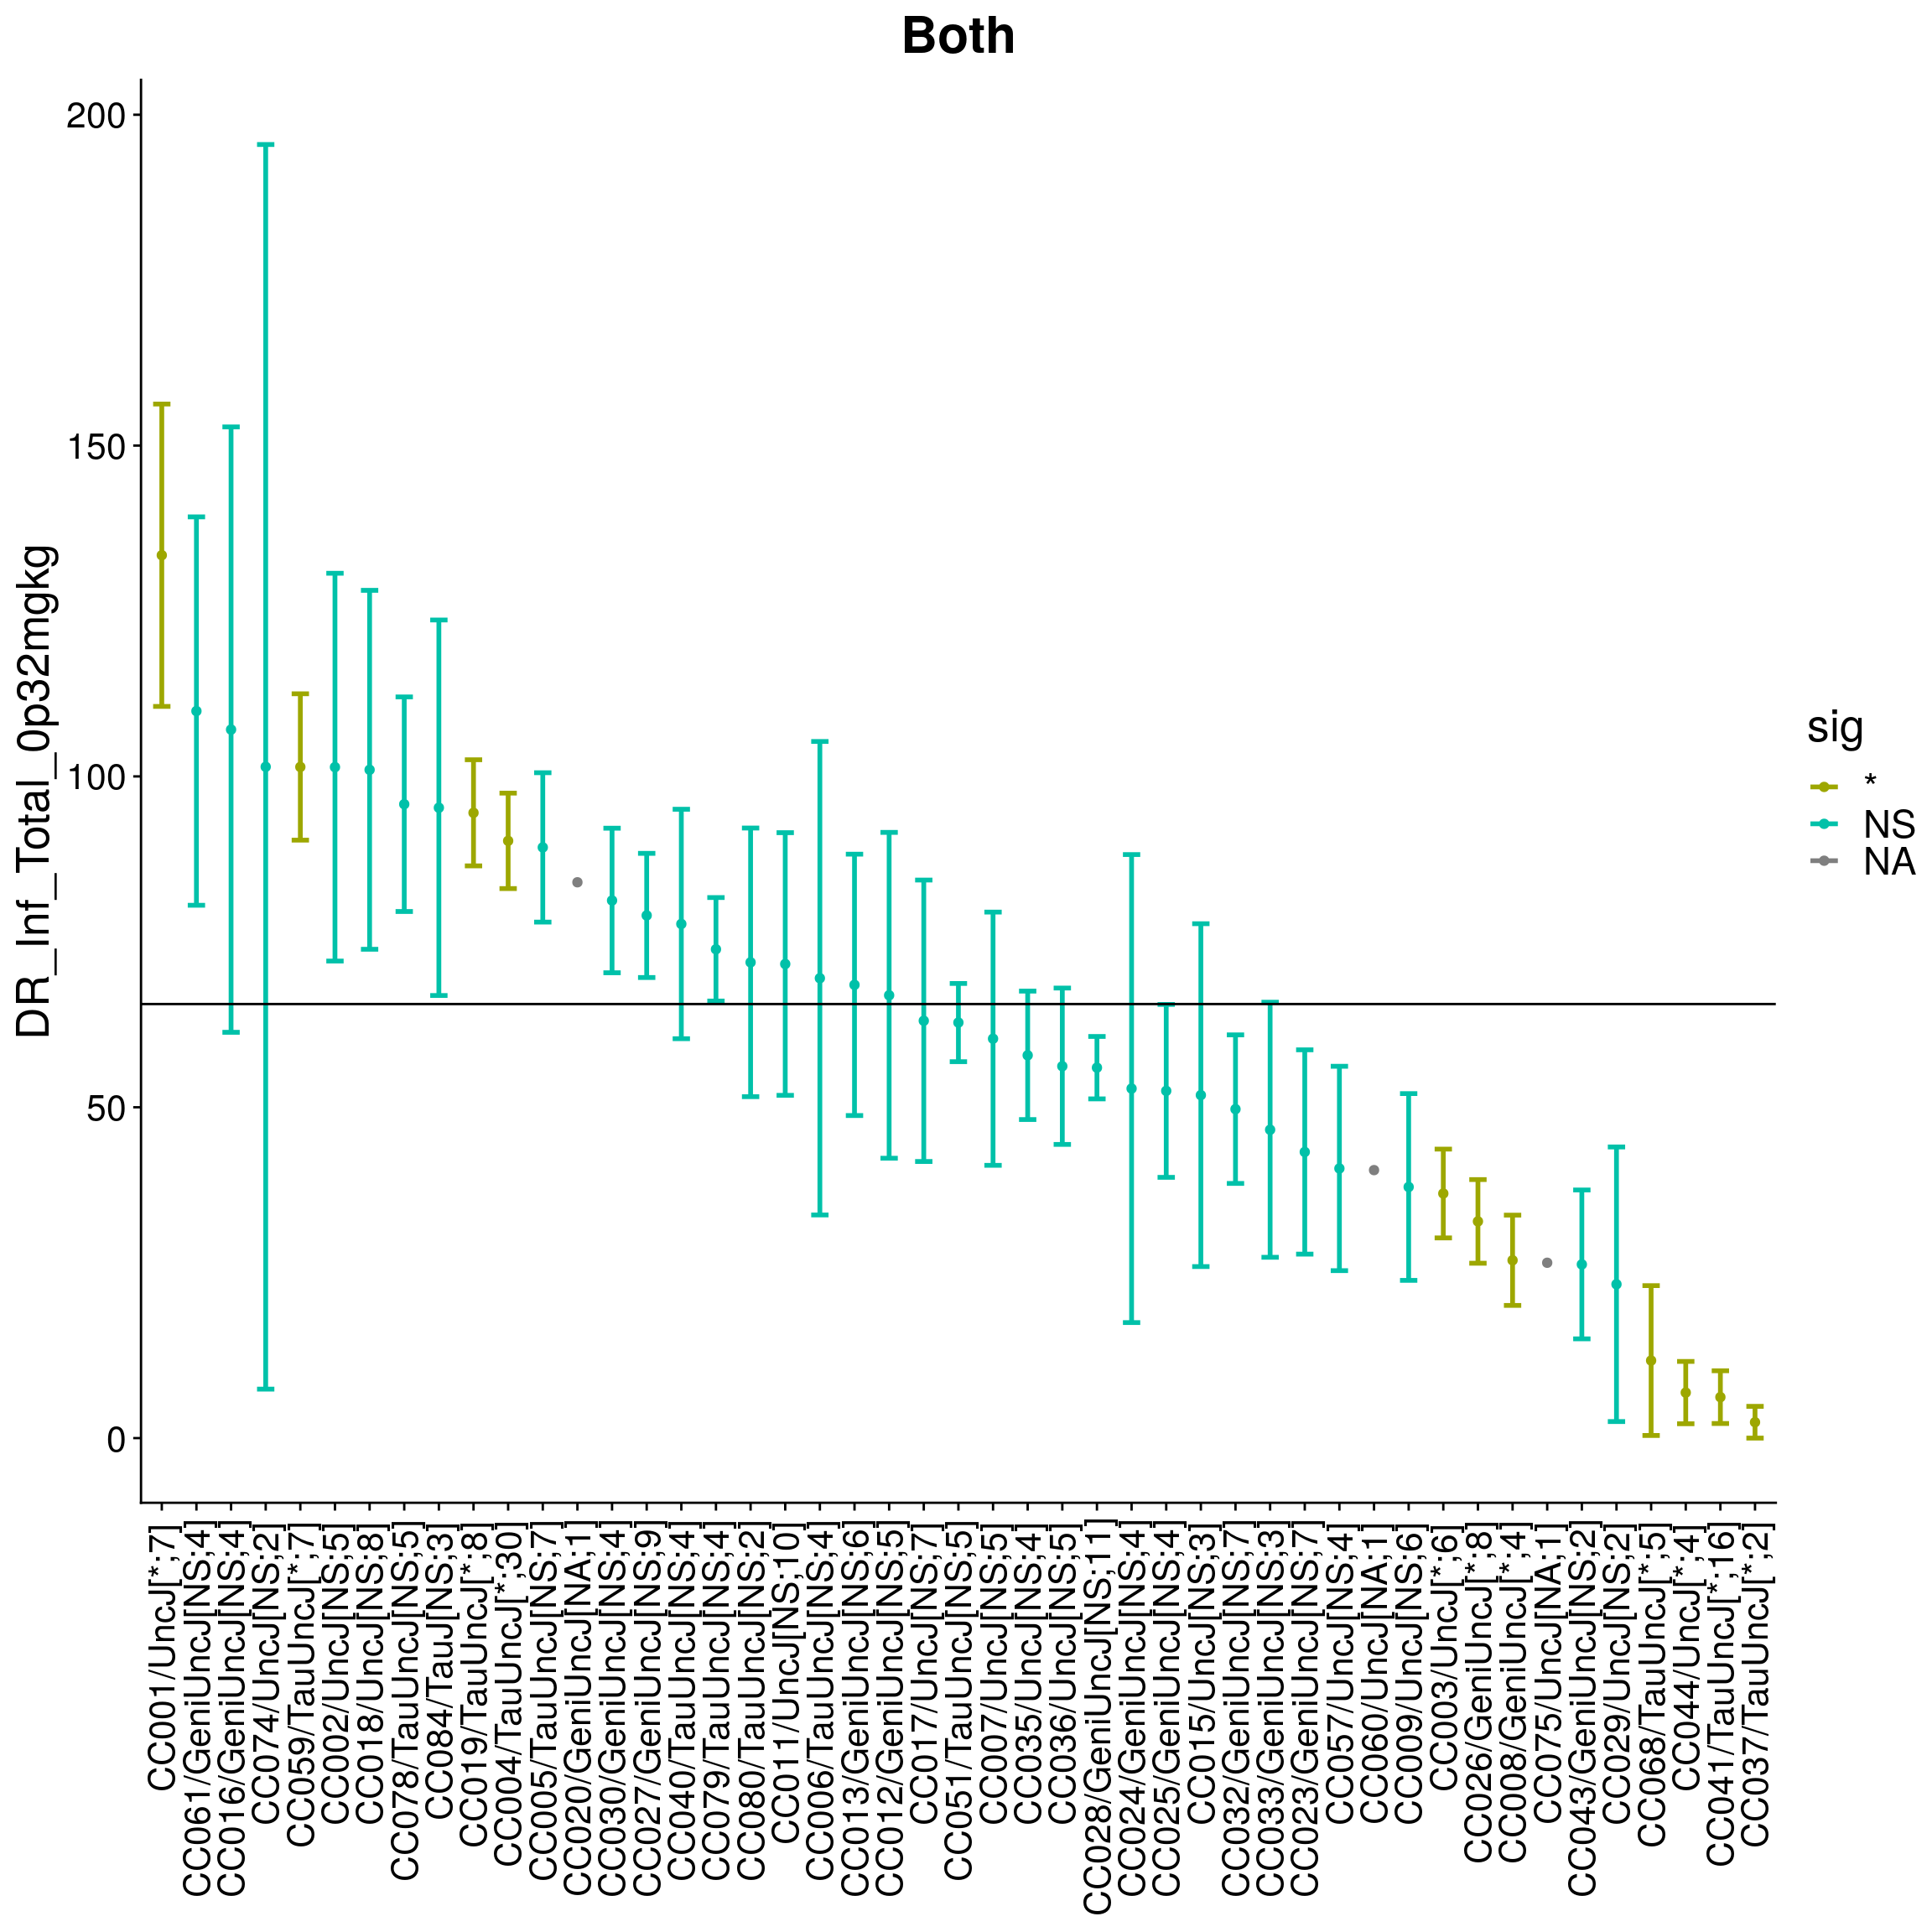 Both
DR_Inf_Total_0p32mgkg
200
150
100
50
0
CC001/UncJ[*;7]
CC061/GeniUncJ[NS;4]
CC016/GeniUncJ[NS;4]
CC074/UncJ[NS;2]
CC059/TauUncJ[*;7]
CC002/UncJ[NS;5]
CC018/UncJ[NS;8]
CC078/TauUncJ[NS;5]
CC084/TauJ[NS;3]
CC019/TauUncJ[*;8]
CC004/TauUncJ[*;30]
CC005/TauUncJ[NS;7]
CC020/GeniUncJ[NA;1]
CC030/GeniUncJ[NS;4]
CC027/GeniUncJ[NS;9]
CC040/TauUncJ[NS;4]
CC079/TauUncJ[NS;4]
CC080/TauUncJ[NS;2]
CC011/UncJ[NS;10]
CC006/TauUncJ[NS;4]
CC013/GeniUncJ[NS;6]
CC012/GeniUncJ[NS;5]
CC017/UncJ[NS;7]
CC051/TauUncJ[NS;5]
CC007/UncJ[NS;5]
CC035/UncJ[NS;4]
CC036/UncJ[NS;5]
CC028/GeniUncJ[NS;11]
CC024/GeniUncJ[NS;4]
CC025/GeniUncJ[NS;4]
CC015/UncJ[NS;3]
CC032/GeniUncJ[NS;7]
CC033/GeniUncJ[NS;3]
CC023/GeniUncJ[NS;7]
CC057/UncJ[NS;4]
CC060/UncJ[NA;1]
CC009/UncJ[NS;6]
CC003/UncJ[*;6]
CC026/GeniUncJ[*;8]
CC008/GeniUncJ[*;4]
CC075/UncJ[NA;1]
CC043/GeniUncJ[NS;2]
CC029/UncJ[NS;2]
CC068/TauUncJ[*;5]
CC044/UncJ[*;4]
CC041/TauUncJ[*;16]
CC037/TauUncJ[*;2]
sig
*
NS
NA